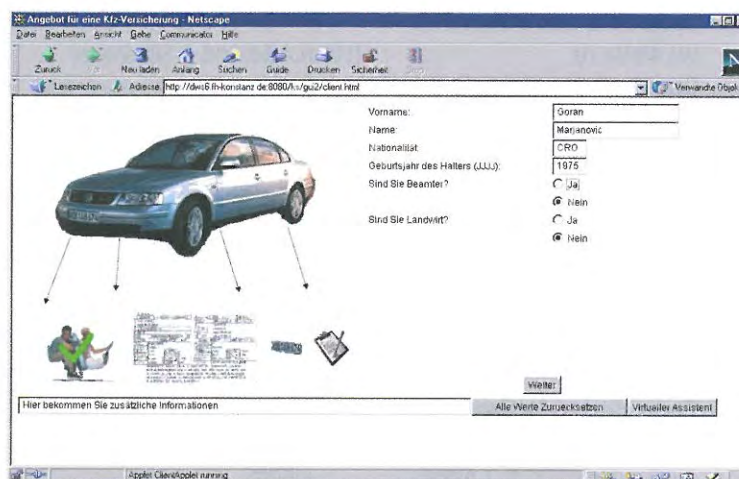 Angebot für eine Kfz-Versicherung - Netscape
Datei Bearbeiten Ansicht Gehe Communicator Hilfe
Zurück Neu laden Anfang Suchen Guide Drucken Sicherheit
Lesezeichen Adresse http://dws6.fh-konstanz.de:8080/ks/gui2/client.html Verwandte Objek
Vorname: Goran
Name: Marjanovic
Nationalität CRO
Geburtsjahr des Halters (JJJJ): 1975
Sind Sie Beamter? Ja
Nein
Sind Sie Landwirt? Ja
Nein
Weiter
Hier bekommen Sie zusätzliche Informationen Alle Werte Zuruecksetzen Virtueller Assistent
Applet ClientApplet running